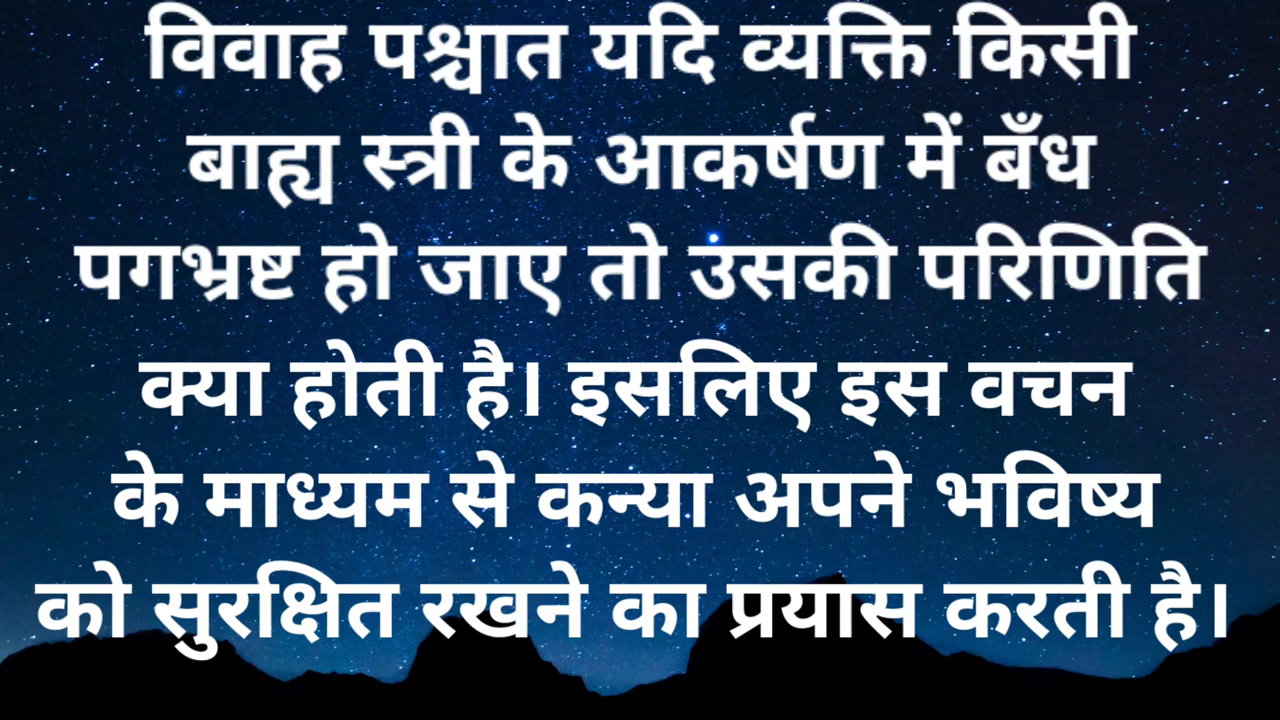 विवाह पश्चात यदि व्यक्ति किसी
बाह्य स्त्री के आकर्षण में बँध
पगभ्रष्ट हो जाए तो उसकी परिणिति
क्या होती है। इसलिए इस वचन
के माध्यम से कन्या अपने भविष्य
को सुरक्षित रखने का प्रयास करती है।